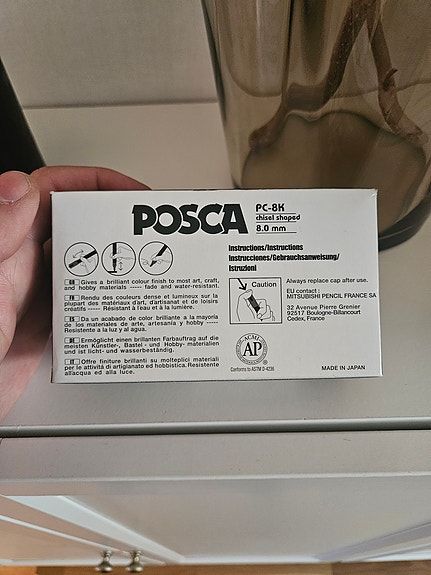 POSCA
PC-8K
chisel shaped
8.0 mm
Instructions/Instructions
Instrucciones/Gebrauchsanweisung/
Istruzioni
GB Gives a brilliant colour finish to most art, craft,
and hobby materials ----- fade and water-resistant.
FR Rendu des couleurs dense et lumineux sur la
plupart des matériaux d'art, d'artisanat et de loisirs
créatifs ----- Résistant à l'eau et à la lumière.
ES Da un acabado de color brillante a la mayoría
de los materiales de arte, artesania y hobby -----
Resistente a la luz y al agua.
DE Ermöglicht einen brillanten Farbauftrag auf die
meisten Künstler-, Bastel - und Hobby- materialien
und ist licht - und wasserbeständig.
IT Offre finiture brillanti su molteplici materiali
per le attività di artigianato ed hobbistica. Resistente
all'acqua ed alla luce.
Caution
Always replace cap after use.
EU contact :
MITSUBISHI PENCIL FRANCE SA
32 Avenue Pierre Grenier
92517 Boulogne-Billancourt
Cedex, France
ACMI
AP
Conforms to ASTM D-4236
MADE IN JAPAN